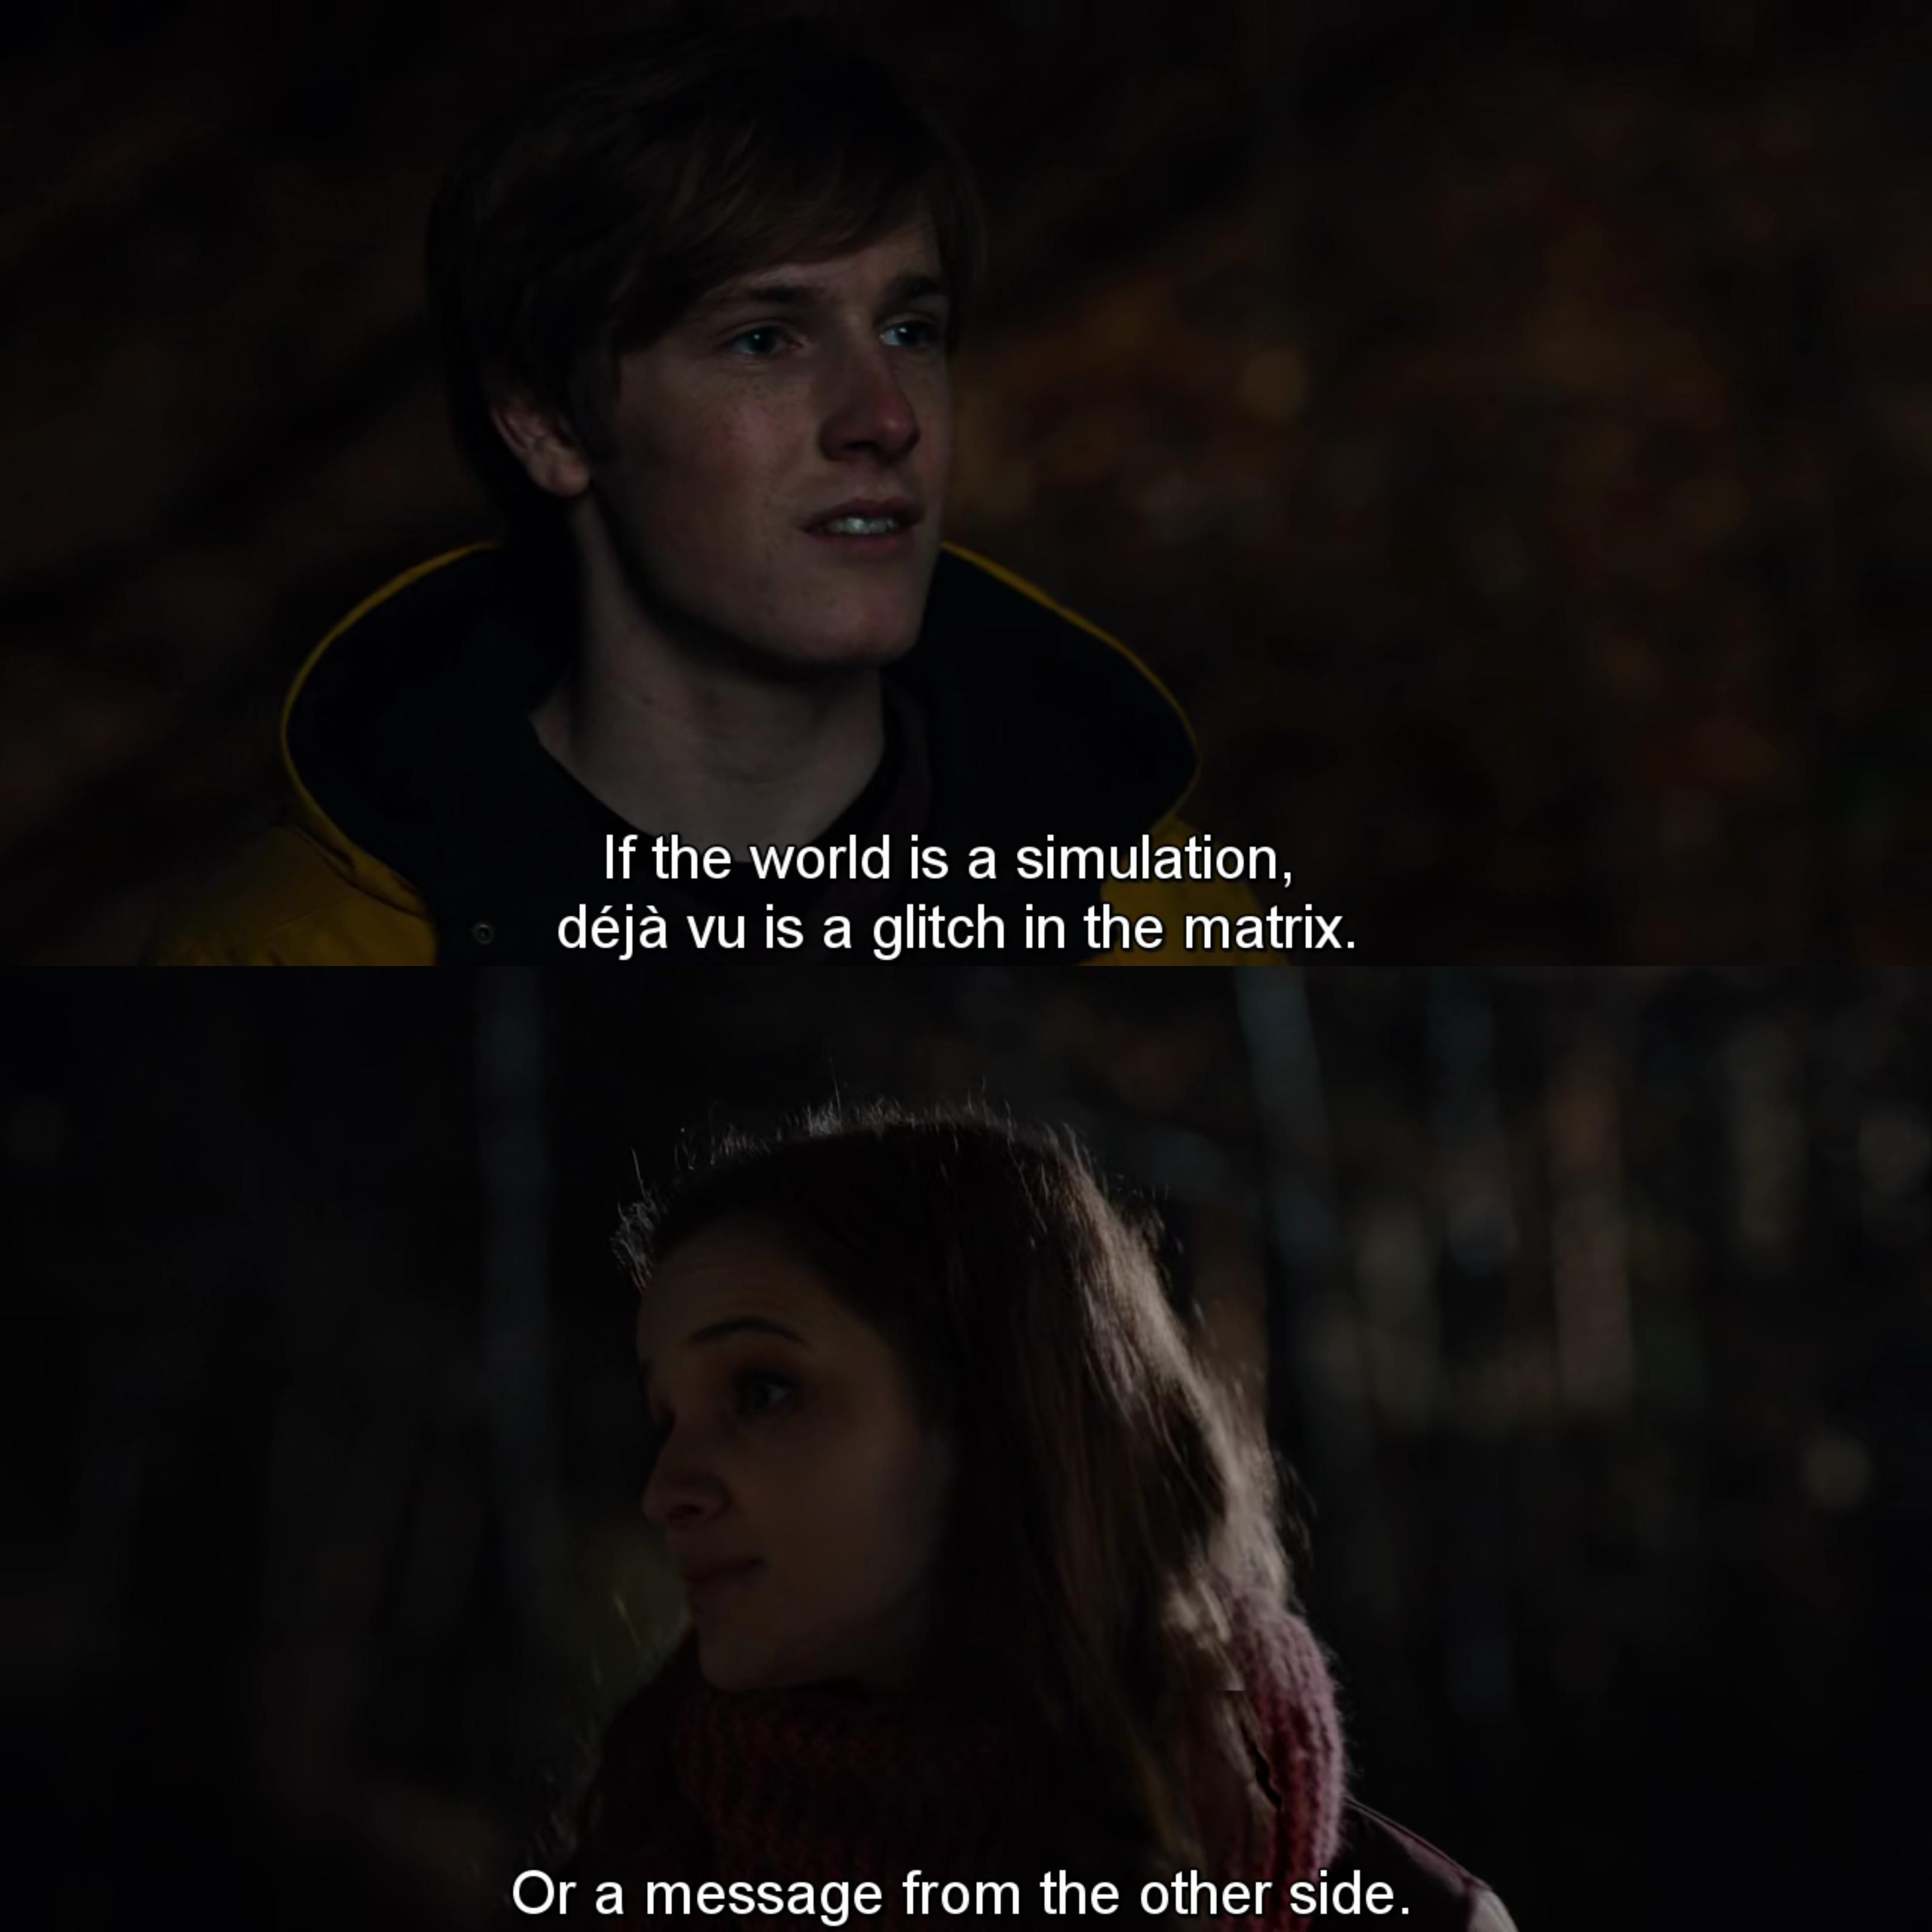 If the world is a simulation,
déjà vu is a glitch in the matrix.
Or a message from the other side.